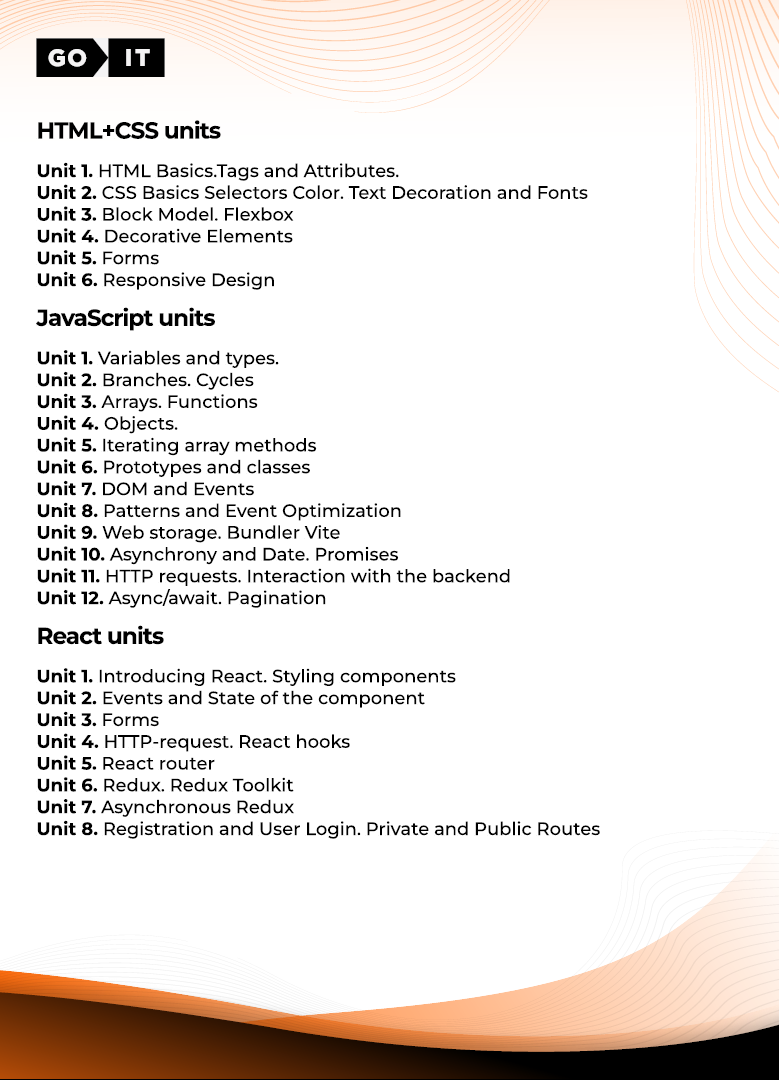 GO IT
HTML+CSS units
Unit 1. HTML Basics.Tags and Attributes.
Unit 2. CSS Basics Selectors Color. Text Decoration and Fonts
Unit 3. Block Model. Flexbox
Unit 4. Decorative Elements
Unit 5. Forms
Unit 6. Responsive Design
JavaScript units
Unit 1. Variables and types.
Unit 2. Branches. Cycles
Unit 3. Arrays. Functions
Unit 4. Objects.
Unit 5. Iterating array methods
Unit 6. Prototypes and classes
Unit 7. DOM and Events
Unit 8. Patterns and Event Optimization
Unit 9. Web storage. Bundler Vite
Unit 10. Asynchrony and Date. Promises
Unit 11. HTTP requests. Interaction with the backend
Unit 12. Async/await. Pagination
React units
Unit 1. Introducing React. Styling components
Unit 2. Events and State of the component
Unit 3. Forms
Unit 4. HTTP-request. React hooks
Unit 5. React router
Unit 6. Redux. Redux Toolkit
Unit 7. Asynchronous Redux
Unit 8. Registration and User Login. Private and Public Routes